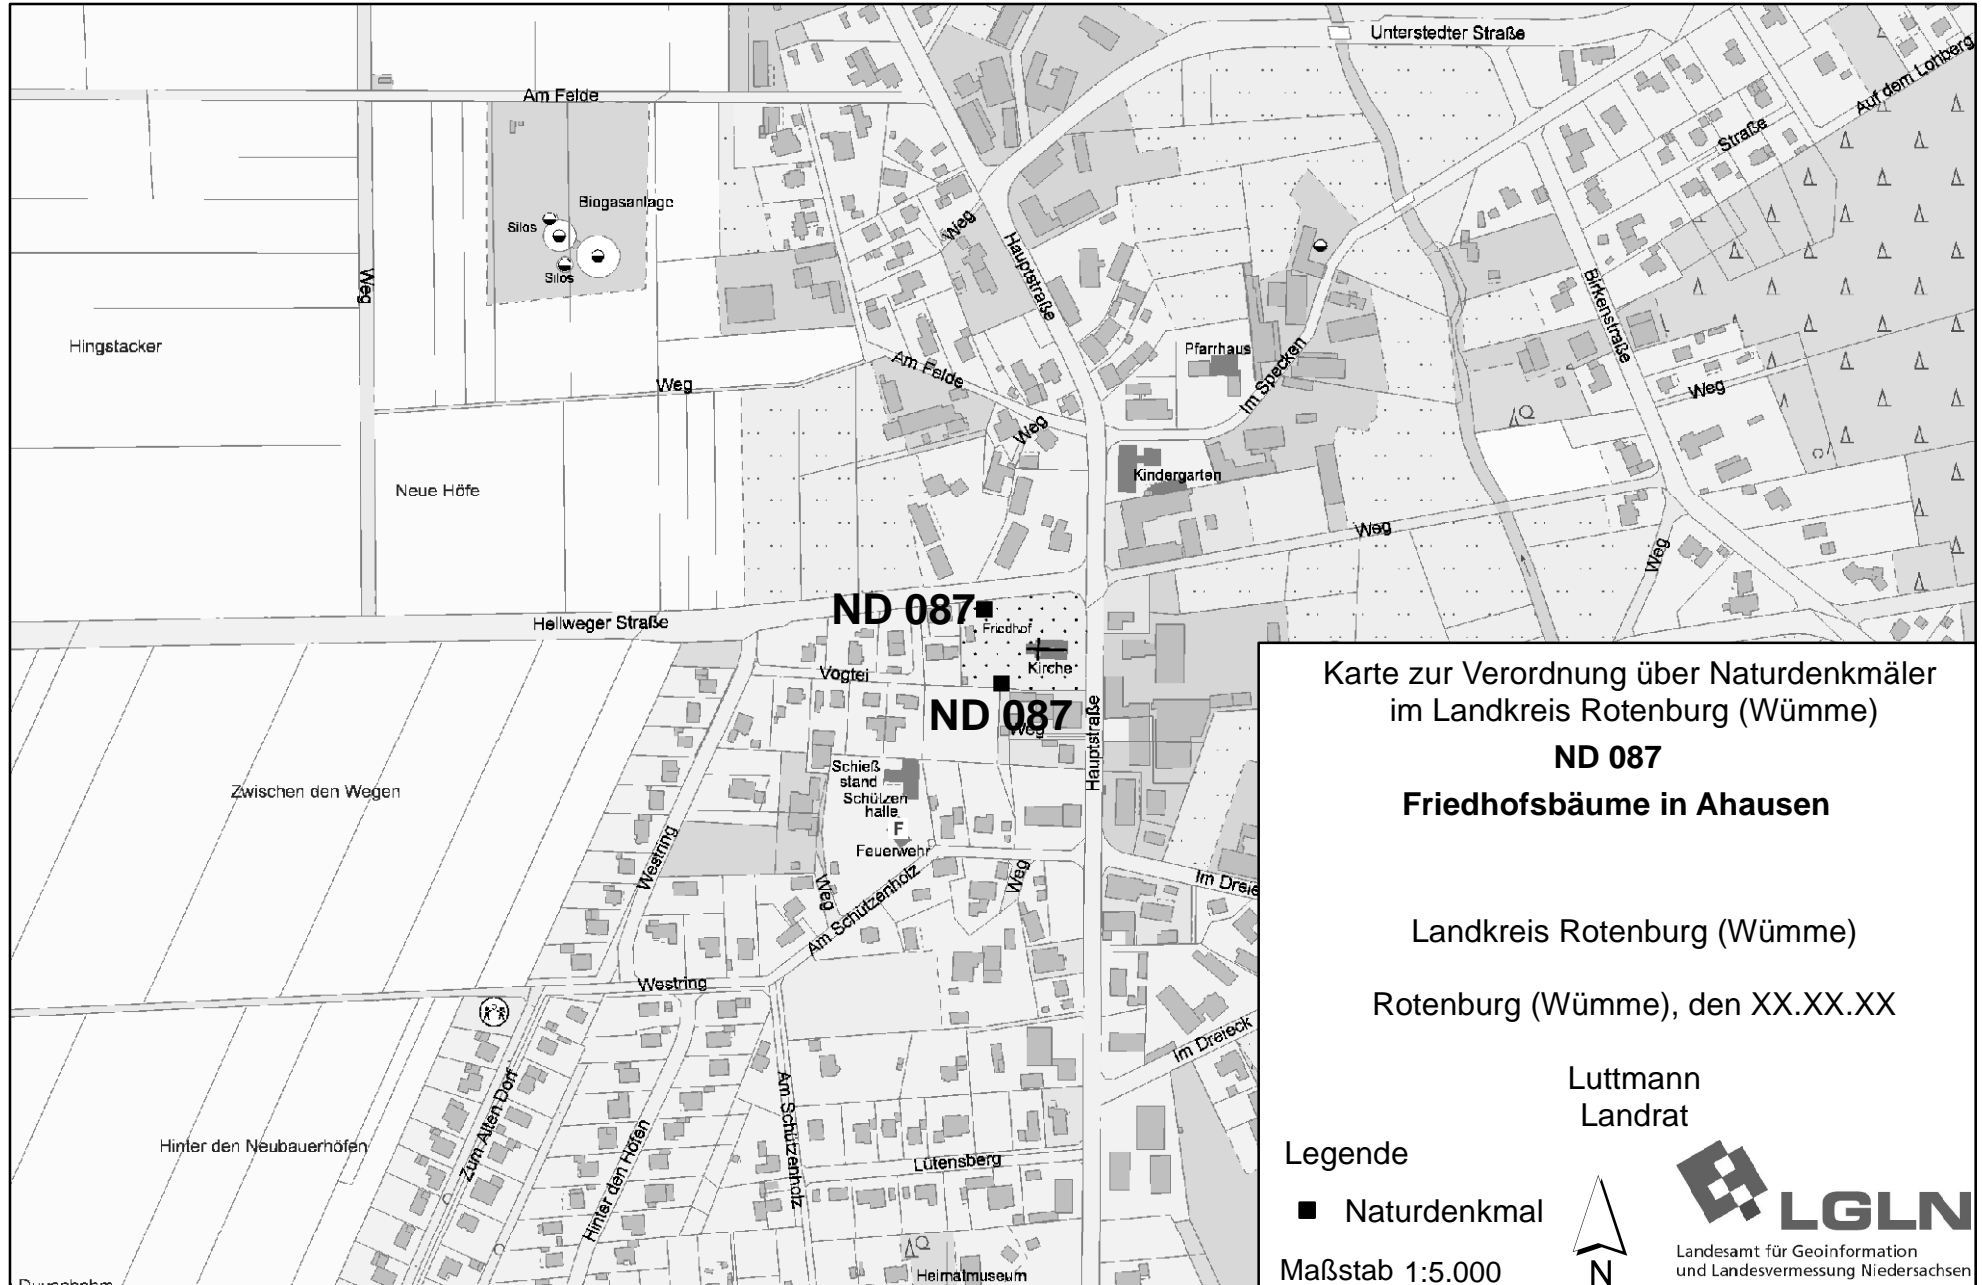 Unterstedter Straße
Auf dem Lohberg
Am Felde
Straße
Biogasanlage
Silos
Silos
Weg
Weg
Hauptstraße
Birkenstraße
Hingstacker
Pfarrhaus
Im Specken
Am Felde
Weg
Weg
Weg
Kindergarten
Neue Höfe
Weg
Weg
ND 087
Hellweger Straße
Friedhof
Kirche
Vogtei
ND 087
Weg
Hauptstraße
Schieß
stand
Schützen
halle
F
Feuerwehr
Zwischen den Wegen
Westring
Weg
Am Schützenholz
Weg
Im Dreie
Westring
Im Dreieck
Zum Alten Dorf
Hinter den Höfen
Am Schützenholz
Hinter den Neubauerhöfen
Lütensberg
Heimatmuseum
Karte zur Verordnung über Naturdenkmäler
im Landkreis Rotenburg (Wümme)
ND 087
Friedhofsbäume in Ahausen
Landkreis Rotenburg (Wümme)
Rotenburg (Wümme), den XX.XX.XX
Luttmann
Landrat
Legende
Naturdenkmal
Maßstab 1:5.000
N
LGLN
Landesamt für Geoinformation
und Landesvermessung Niedersachsen